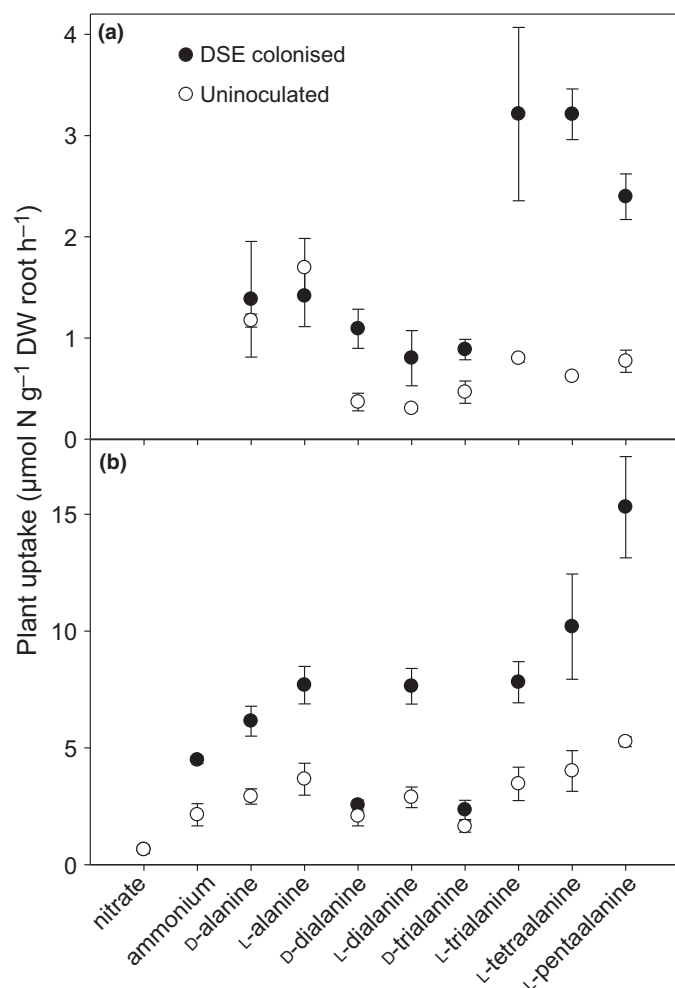 (a)
DSE colonised
Uninoculated
4
3
2
1
0
Plant uptake (µmol N g⁻¹ DW root h⁻¹)
(b)
15
10
5
0
nitrate
ammonium
D-alanine
L-alanine
D-dialanine
L-dialanine
D-trialanine
L-trialanine
L-tetraalanine
L-pentaalanine